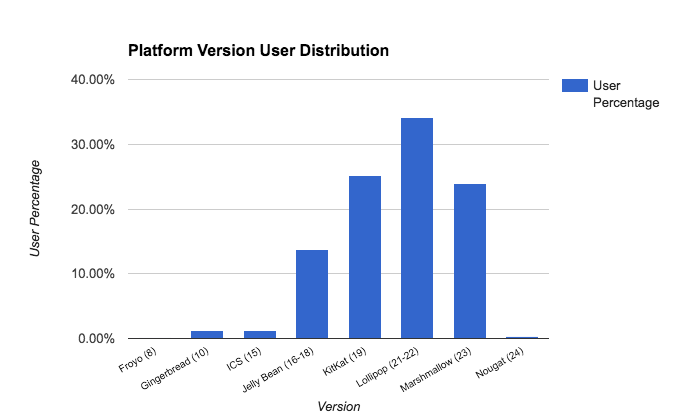 Platform Version User Distribution
40.00%
30.00%
20.00%
10.00%
0.00%
User Percentage
Froyo (8)
Gingerbread (10)
ICS (15)
Jelly Bean (16-18)
KitKat (19)
Lollipop (21-22)
Marshmallow (23)
Nougat (24)
Version
User
Percentage